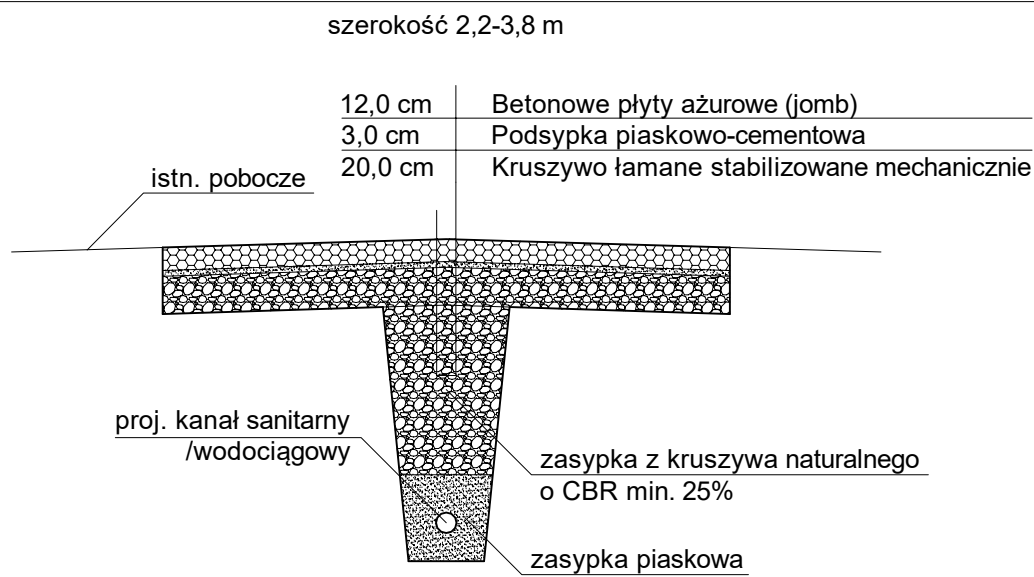 szerokość 2,2-3,8 m
12,0 cm Betonowe płyty ażurowe (jomb)
3,0 cm Podsypka piaskowo-cementowa
20,0 cm Kruszywo łamane stabilizowane mechanicznie
istn. pobocze
proj. kanał sanitarny
/wodociągowy
zasypka z kruszywa naturalnego
o CBR min. 25%
zasypka piaskowa